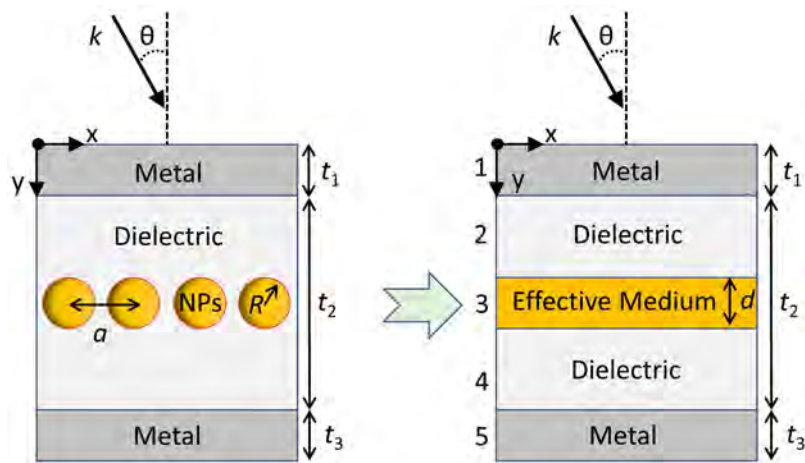 k θ
x
y
Metal t₁
Dielectric
NPs R t₂
a
Metal t₃
k θ
x
y
1 Metal t₁
2 Dielectric
3 Effective Medium d t₂
4 Dielectric
5 Metal t₃